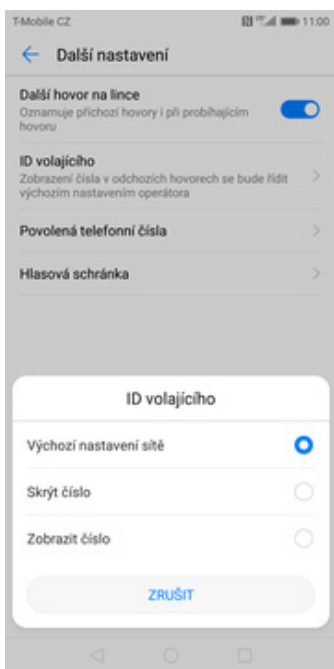 T-Mobile CZ 11:00
Další nastavení
Další hovor na lince
Oznamuje příchozí hovory i při probíhajícím
hovoru
ID volajícího
Zobrazení čísla v odchozích hovorech se bude řídit
výchozím nastavením operátora
Povolená telefonní čísla
Hlasová schránka
ID volajícího
Výchozí nastavení sítě
Skrýt číslo
Zobrazit číslo
ZRUŠIT